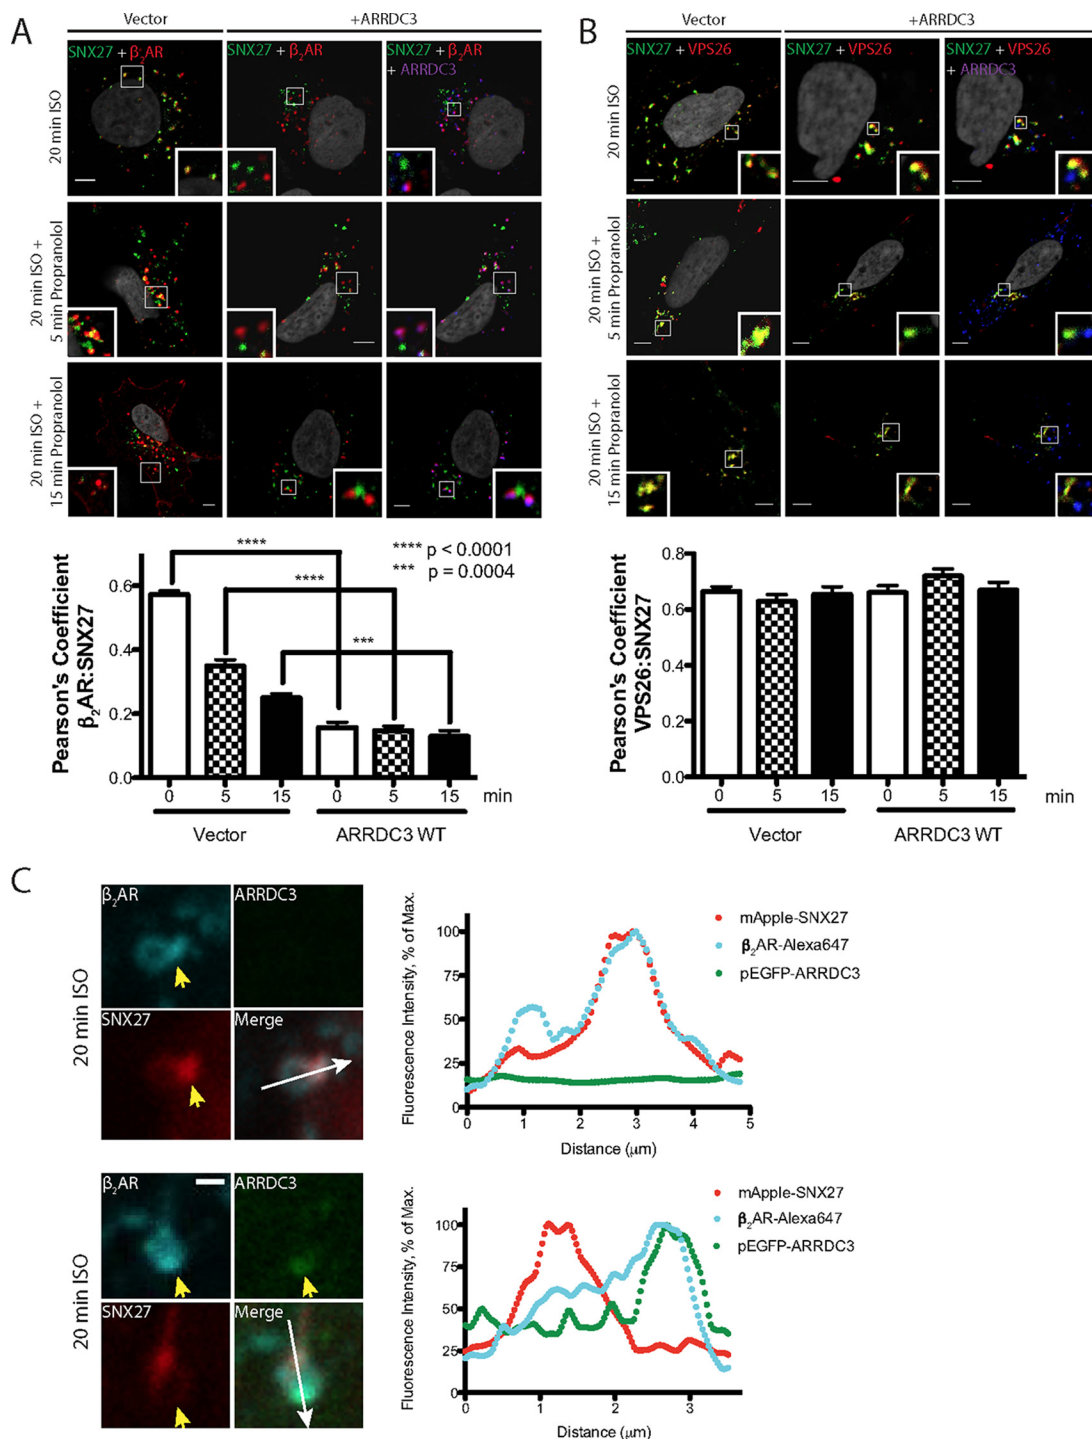 A
Vector
+ARRDC3
SNX27 + β₂AR
SNX27 + β₂AR
SNX27 + β₂AR
+ ARRDC3
20 min ISO
20 min ISO +
5 min Propranolol
20 min ISO +
15 min Propranolol
**** p < 0.0001
*** p = 0.0004
****
****
***
Pearson's Coefficient
β₂AR:SNX27
0.6
0.4
0.2
0.0
0 5 15 0 5 15 min
Vector
ARRDC3 WT
B
Vector
+ARRDC3
SNX27 + VPS26
SNX27 + VPS26
SNX27 + VPS26
+ ARRDC3
20 min ISO
20 min ISO +
5 min Propranolol
20 min ISO +
15 min Propranolol
Pearson's Coefficient
VPS26:SNX27
0.8
0.6
0.4
0.2
0.0
0 5 15 0 5 15 min
Vector
ARRDC3 WT
C
20 min ISO
β₂AR
ARRDC3
SNX27
Merge
Fluorescence Intensity, % of Max.
100
75
50
25
0
0 1 2 3 4 5
Distance (μm)
mApple-SNX27
β₂AR-Alexa647
pEGFP-ARRDC3
20 min ISO
β₂AR
ARRDC3
SNX27
Merge
Fluorescence Intensity, % of Max.
100
75
50
25
0
0 1 2 3
Distance (μm)
mApple-SNX27
β₂AR-Alexa647
pEGFP-ARRDC3